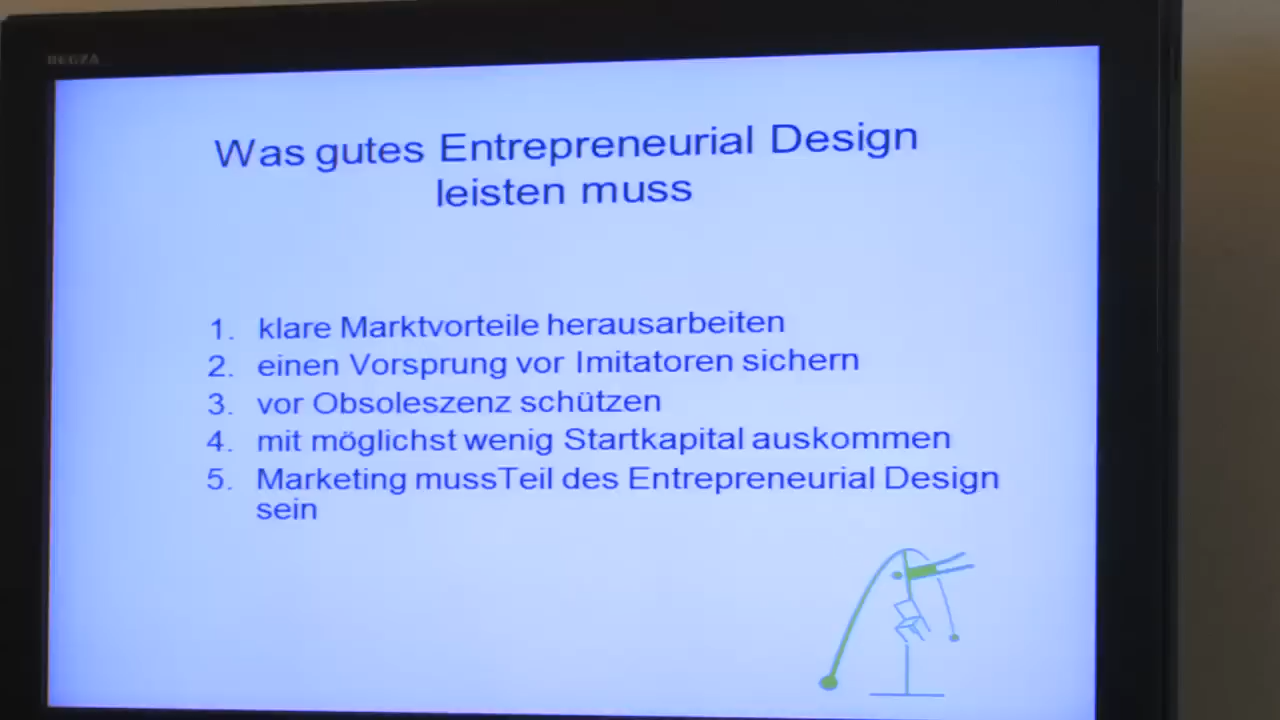 REGZA
Was gutes Entrepreneurial Design
leisten muss
1. klare Marktvorteile herausarbeiten
2. einen Vorsprung vor Imitatoren sichern
3. vor Obsoleszenz schützen
4. mit möglichst wenig Startkapital auskommen
5. Marketing mussTeil des Entrepreneurial Design
sein